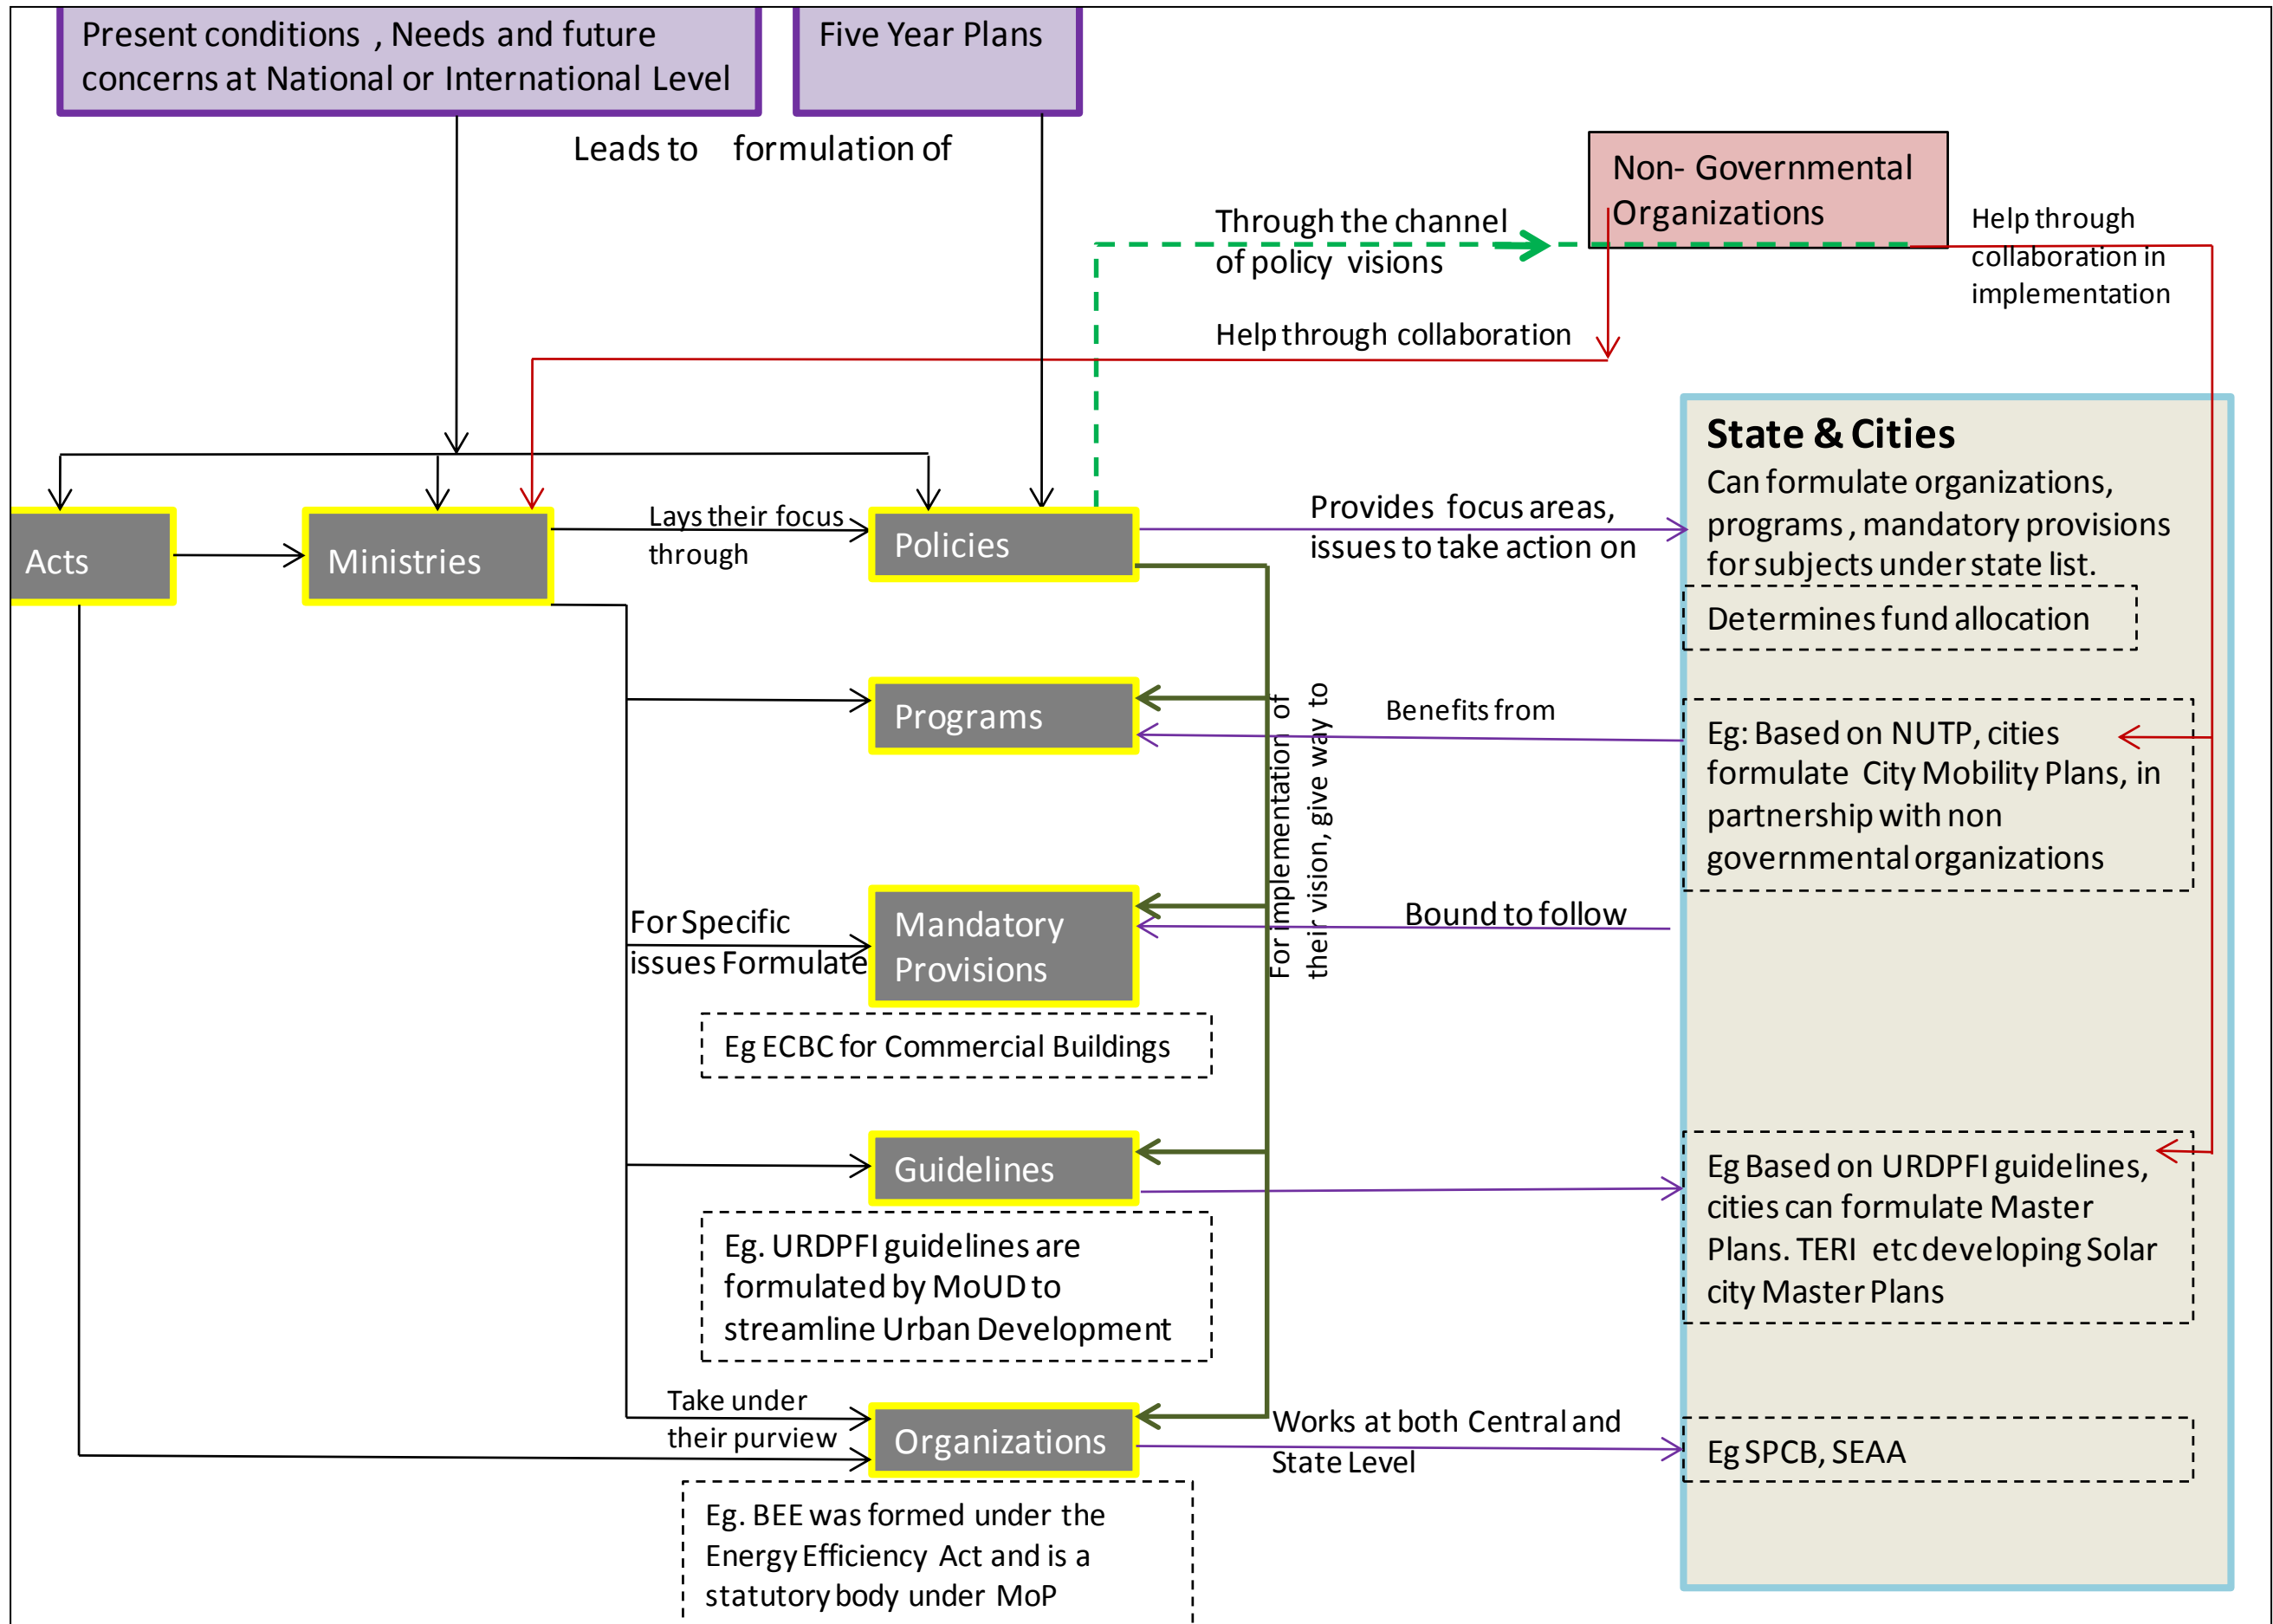 Present conditions , Needs and future
concerns at National or International Level
Five Year Plans
Leads to formulation of
Non- Governmental
Organizations
Through the channel
of policy visions
Help through
collaboration in
implementation
Help through collaboration
State & Cities
Can formulate organizations,
programs , mandatory provisions
for subjects under state list.
Determines fund allocation
Acts
Ministries
Lays their focus
through
Policies
Provides focus areas,
issues to take action on
Programs
Benefits from
Eg: Based on NUTP, cities
formulate City Mobility Plans, in
partnership with non
governmental organizations
For implementation of
their vision, give way to
For Specific
issues Formulate
Mandatory
Provisions
Bound to follow
Eg ECBC for Commercial Buildings
Guidelines
Eg. URDPFI guidelines are
formulated by MoUD to
streamline Urban Development
Eg Based on URDPFI guidelines,
cities can formulate Master
Plans. TERI etc developing Solar
city Master Plans
Take under
their purview
Organizations
Works at both Central and
State Level
Eg SPCB, SEAA
Eg. BEE was formed under the
Energy Efficiency Act and is a
statutory body under MoP